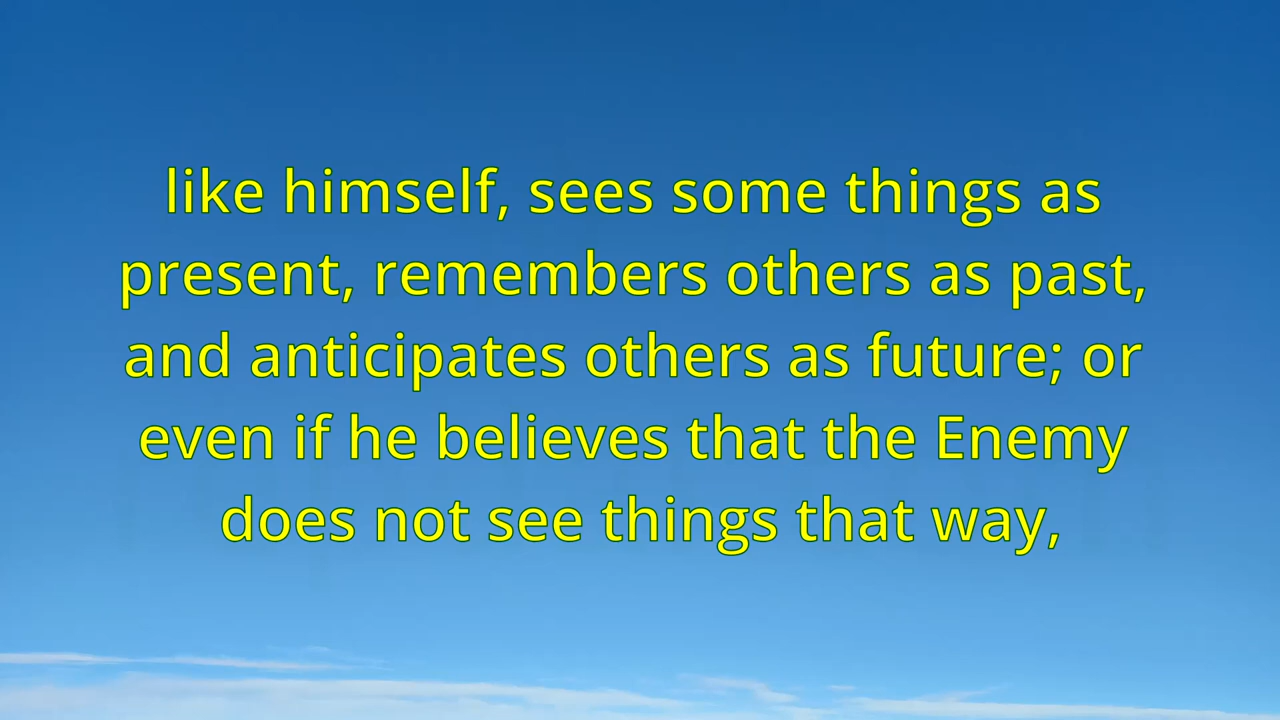 like himself, sees some things as
present, remembers others as past,
and anticipates others as future; or
even if he believes that the Enemy
does not see things that way,